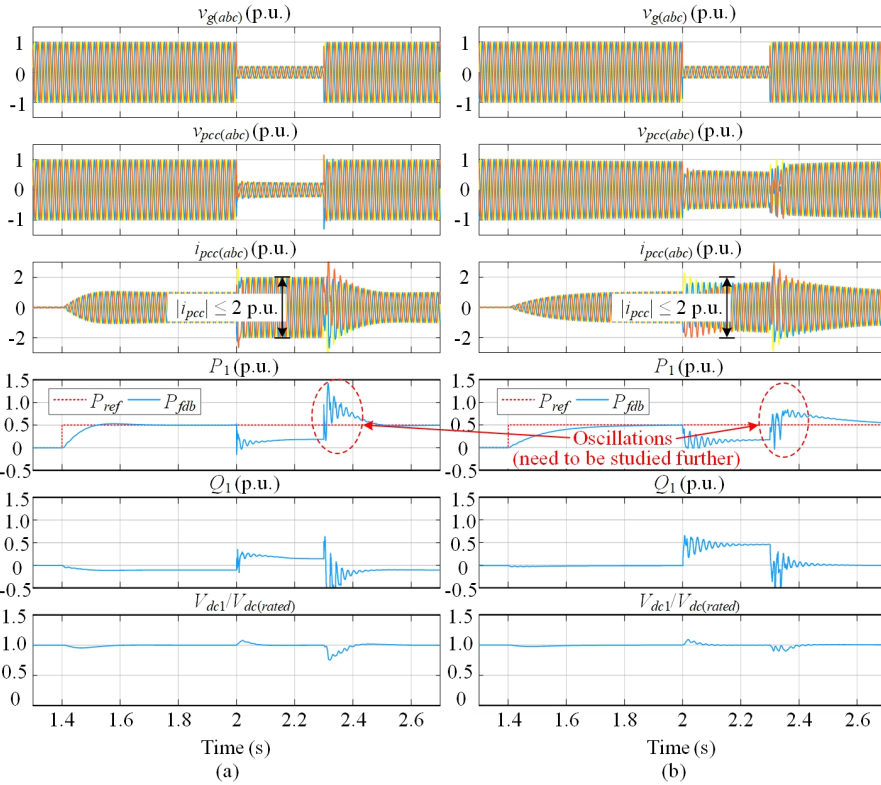 v_g(abc) (p.u.)
1
0
-1
v_pcc(abc) (p.u.)
1
0
-1
i_pcc(abc) (p.u.)
2
0
-2
|i_pcc| ≤ 2 p.u.
P_1 (p.u.)
1.5
1.0
0.5
0
-0.5
P_ref
P_fdb
Q_1 (p.u.)
1.5
1.0
0.5
0
-0.5
V_dc1/V_dc(rated)
1.5
1.0
0.5
0
1.4
1.6
1.8
2
2.2
2.4
2.6
Time (s)
(a)
Oscillations
(need to be studied further)
v_g(abc) (p.u.)
1
0
-1
v_pcc(abc) (p.u.)
1
0
-1
i_pcc(abc) (p.u.)
2
0
-2
|i_pcc| ≤ 2 p.u.
P_1 (p.u.)
1.5
1.0
0.5
0
-0.5
P_ref
P_fdb
Q_1 (p.u.)
1.5
1.0
0.5
0
-0.5
V_dc1/V_dc(rated)
1.5
1.0
0.5
0
1.4
1.6
1.8
2
2.2
2.4
2.6
Time (s)
(b)